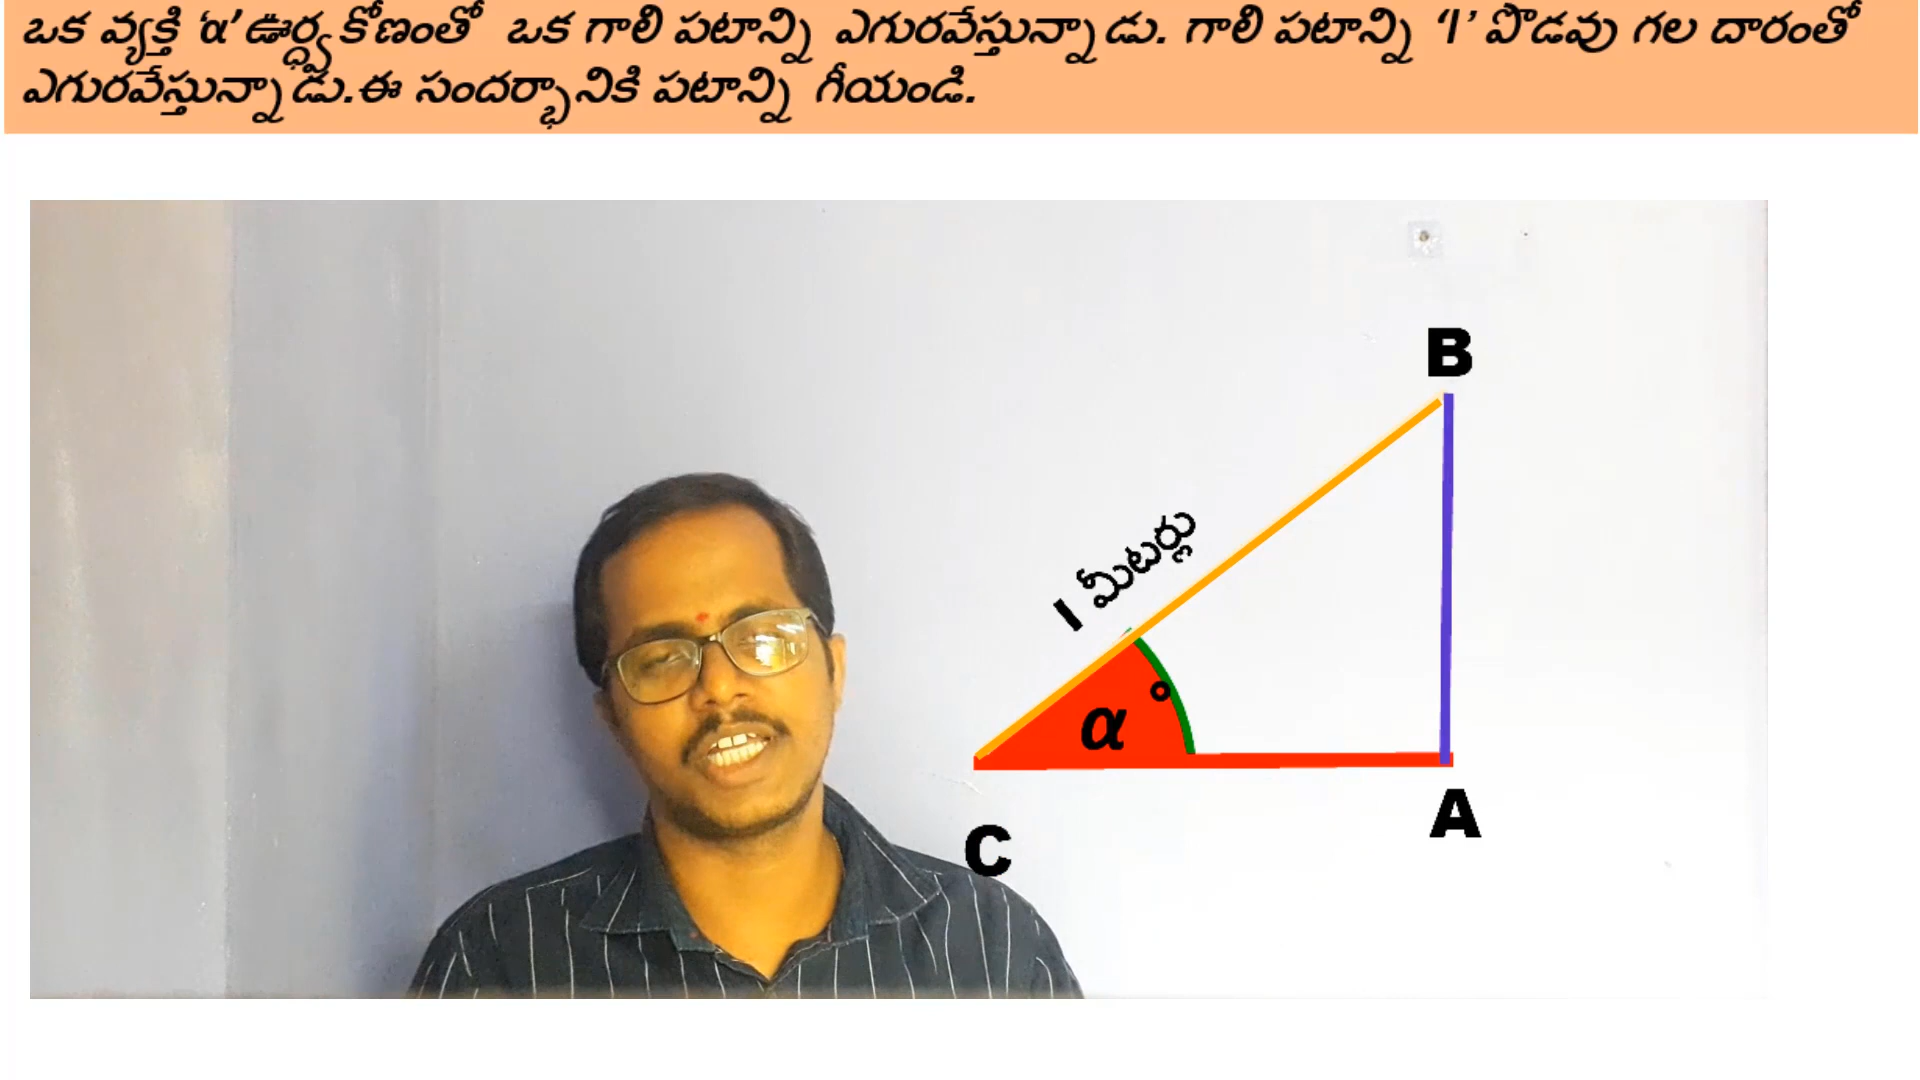 ఒక వ్యక్తి ‘α’ ఊర్ధ్వ కోణంతో ఒక గాలి పటాన్ని ఎగురవేస్తున్నాడు. గాలి పటాన్ని ‘l’ పొడవు గల దారంతో
ఎగురవేస్తున్నాడు.ఈ సందర్భానికి పటాన్ని గీయండి.
B
l మీటర్లు
α°
A
C